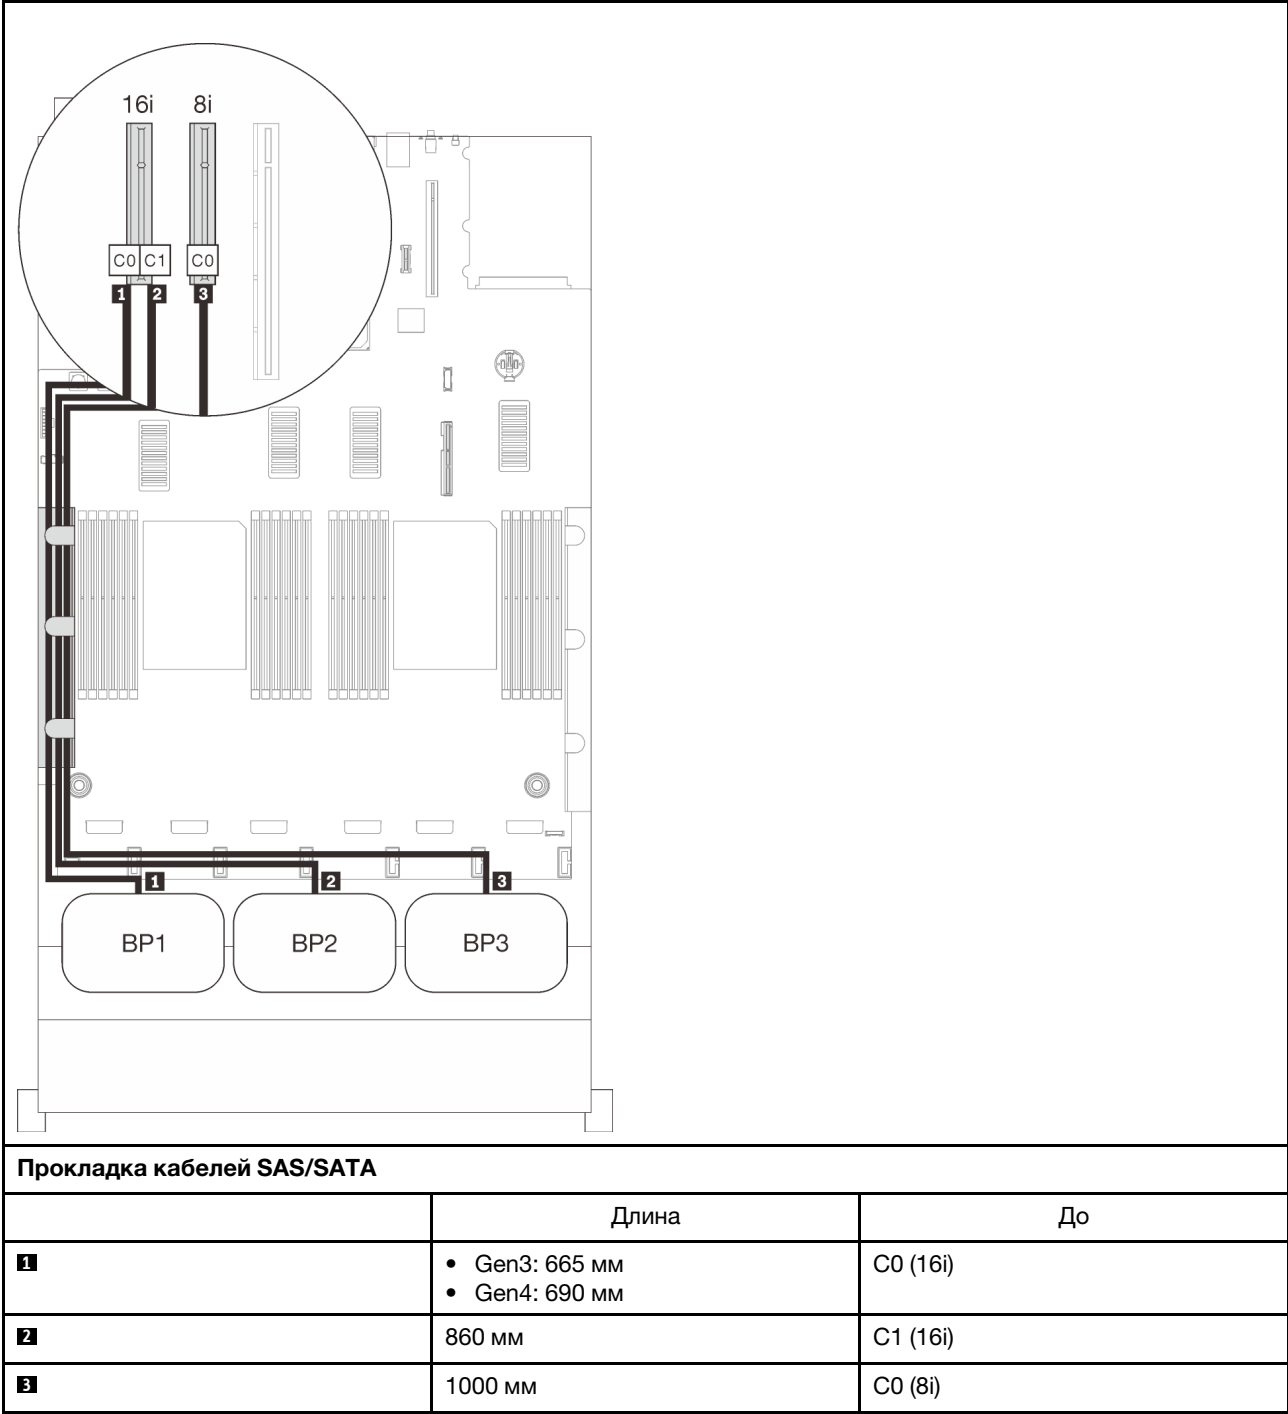 16i 8i
C0 C1 C0
1 2 3
1 2 3
BP1 BP2 BP3
Прокладка кабелей SAS/SATA
Длина До
1 • Gen3: 665 мм C0 (16i)
• Gen4: 690 мм
2 860 мм C1 (16i)
3 1000 мм C0 (8i)